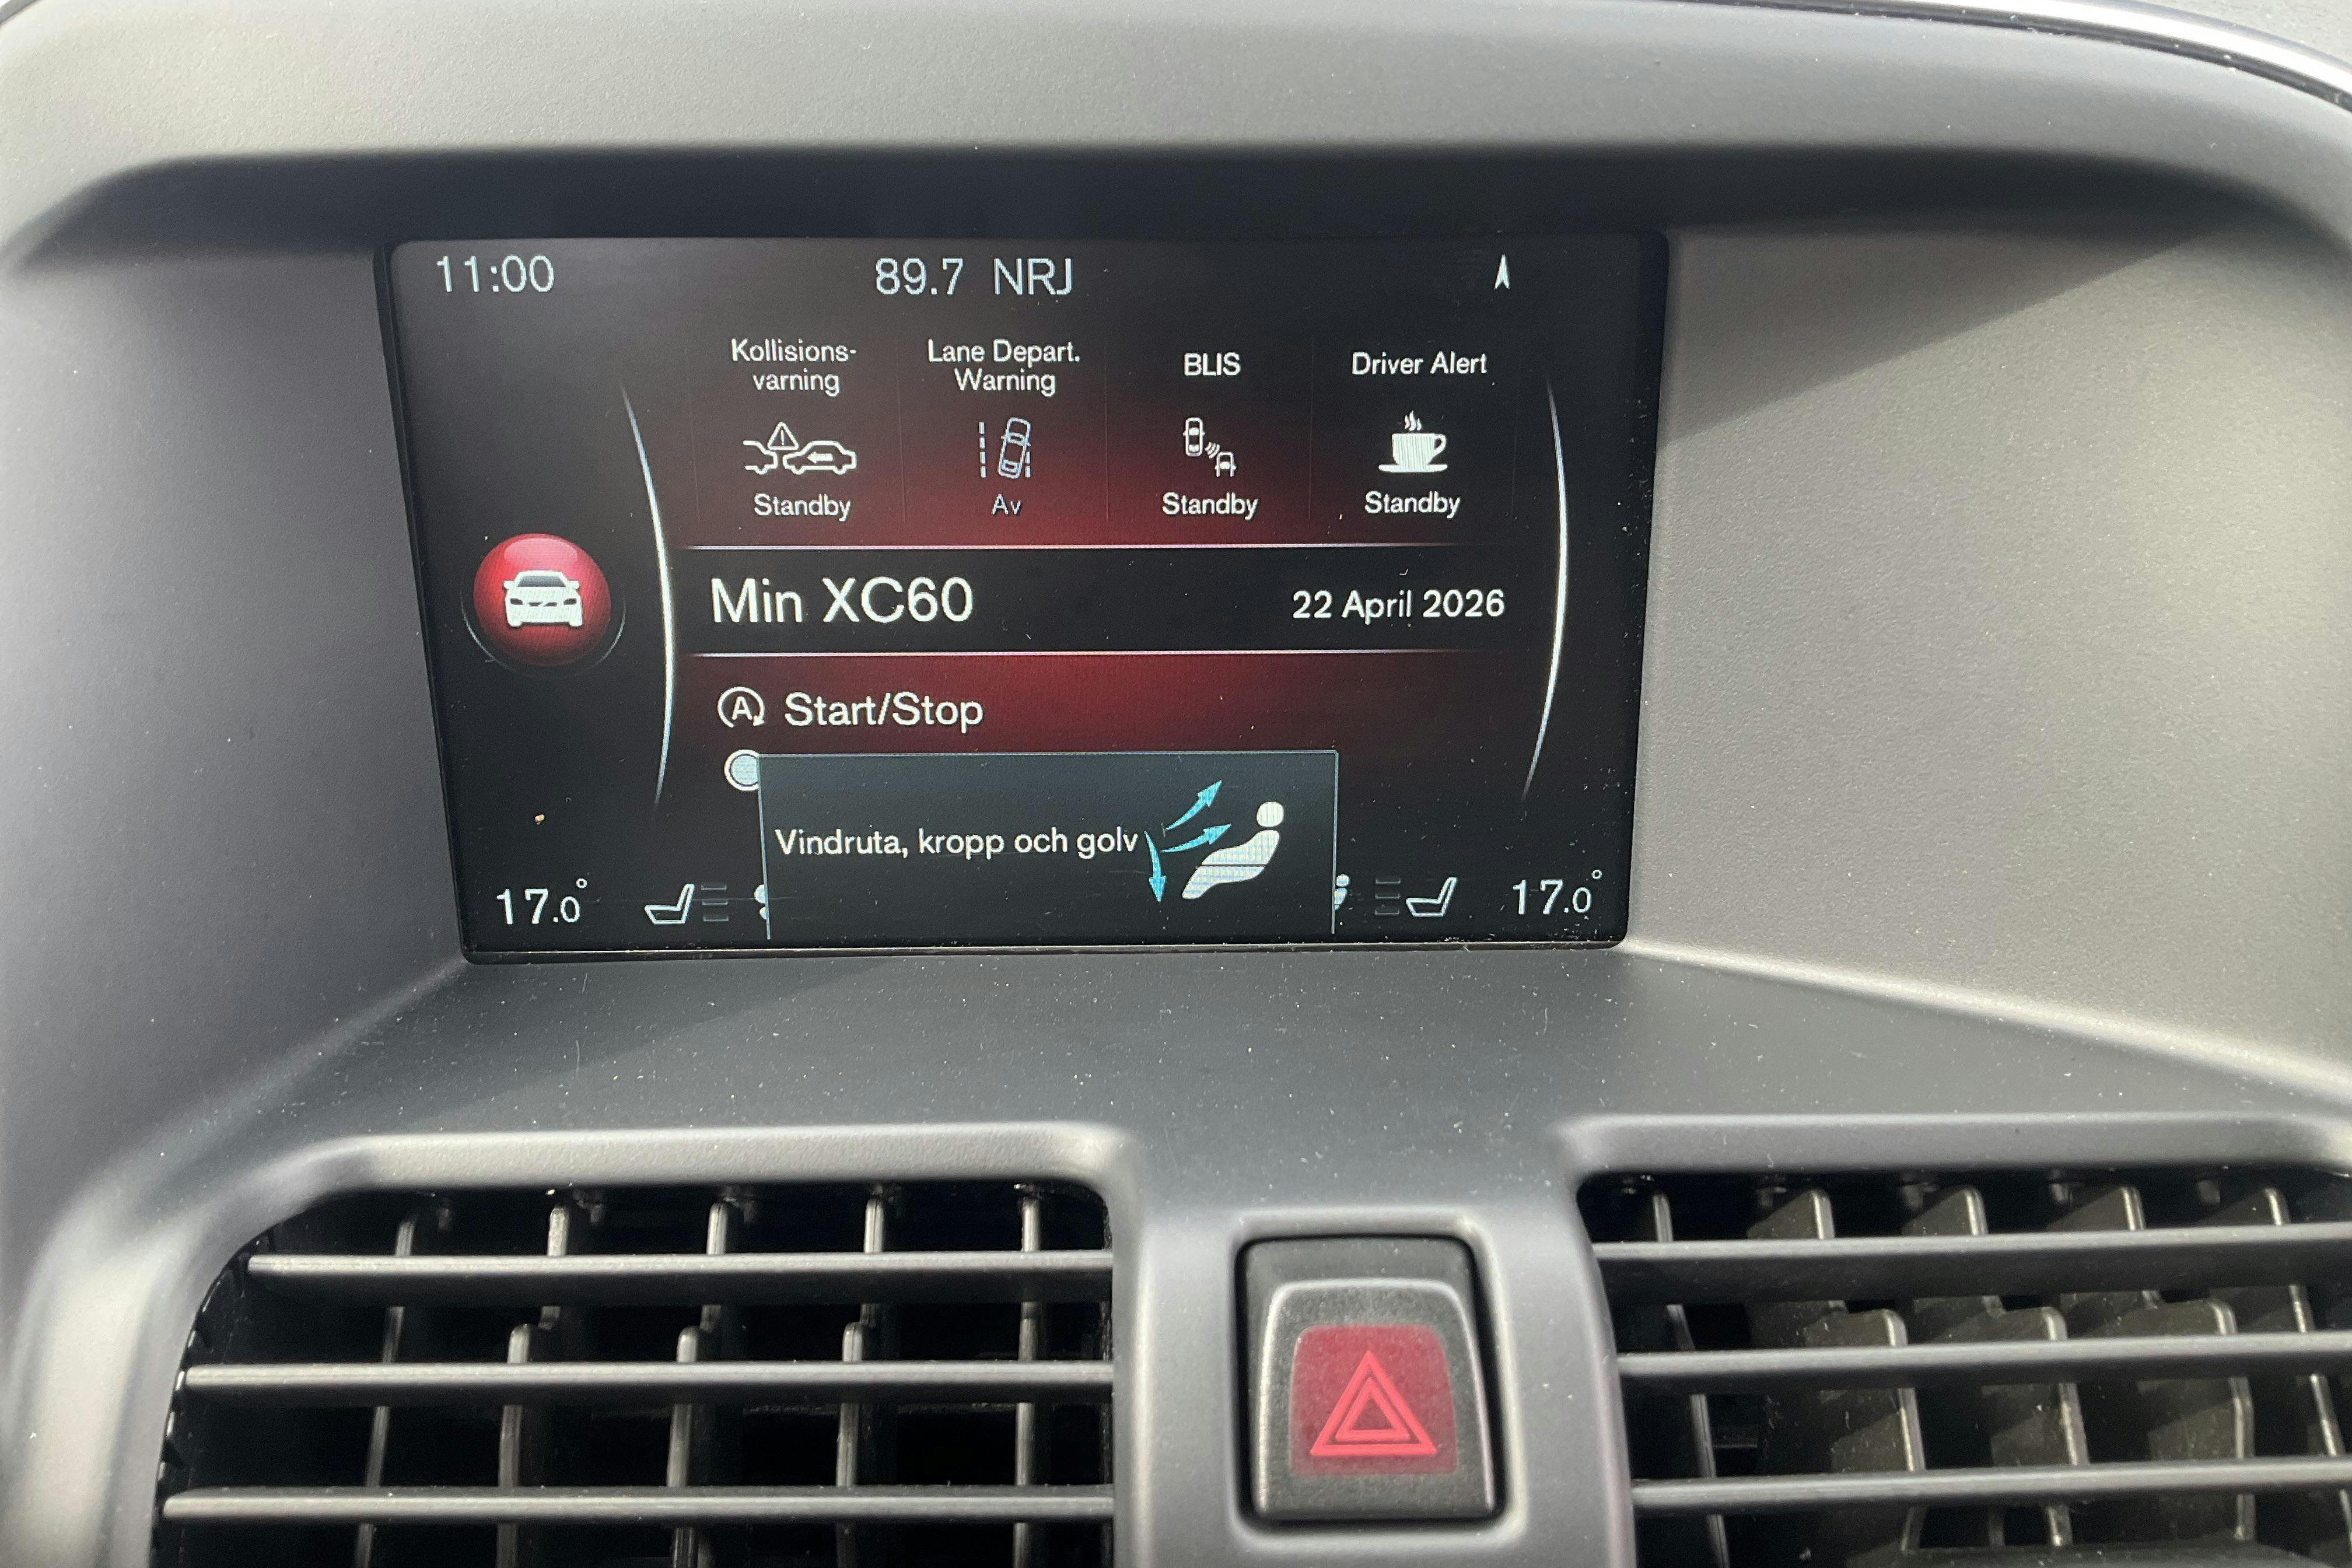 11:00 89.7 NRJ
Kollisions-
varning
Lane Depart.
Warning
BLIS
Driver Alert
Standby
Av
Standby
Standby
Min XC60 22 April 2026
A Start/Stop
Vindruta, kropp och golv
17.0° 17.0°